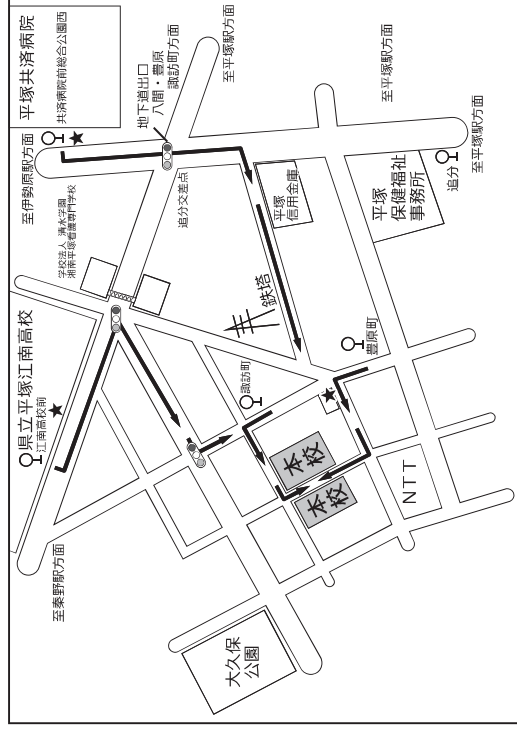 県立平塚江南高校
江南高校前
至秦野駅方面
学校法人 清水学園
湘南平塚看護専門学校
至伊勢原駅方面
平塚共済病院
共済病院前総合公園西
地下道出口
八間・豊原
諏訪町方面
追分交差点
至平塚駅方面
鉄塔
平塚
信用金庫
諏訪町
豊原町
至平塚駅方面
平塚
保健福祉
事務所
追分
至平塚駅方面
本校
本校
NTT
大久保
公園